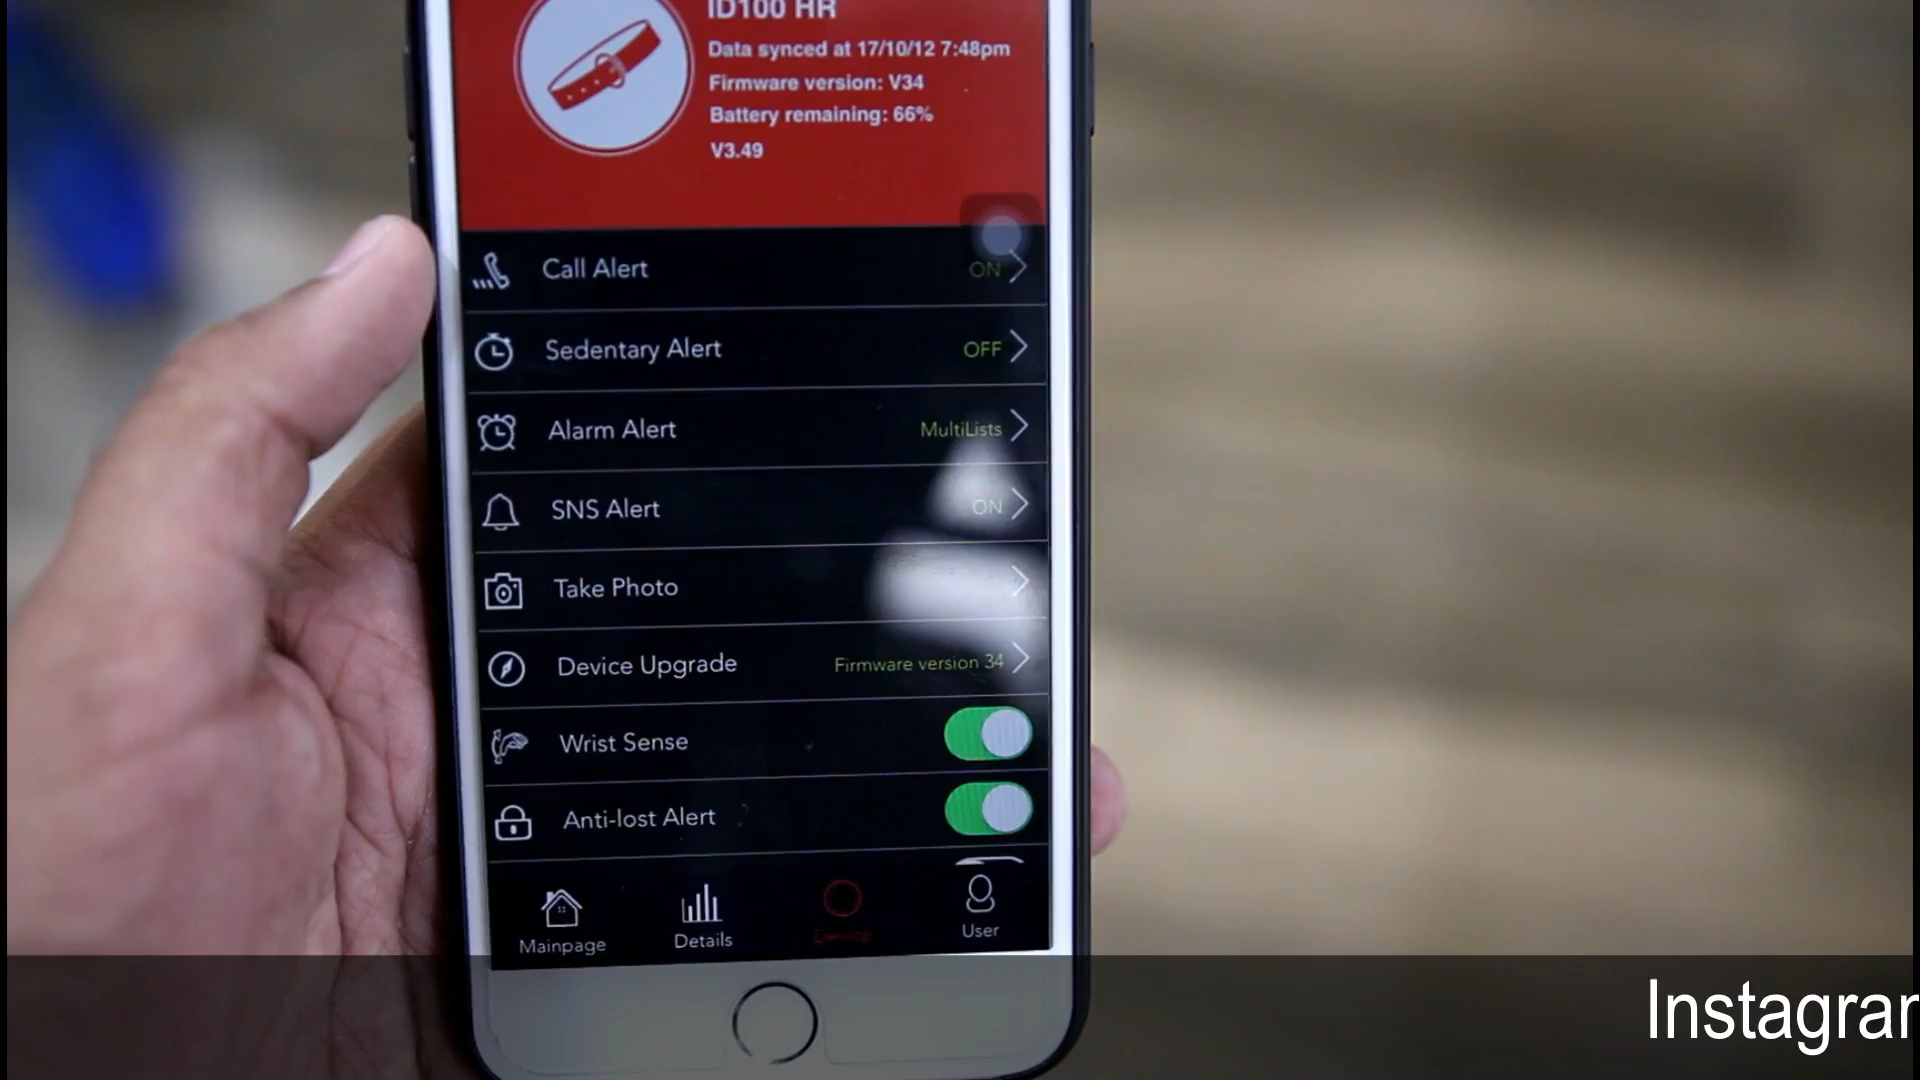 ID100 HR
Data synced at 17/10/12 7:48pm
Firmware version: V34
Battery remaining: 66%
V3.49
Call Alert ON
Sedentary Alert OFF
Alarm Alert MultiLists
SNS Alert ON
Take Photo
Device Upgrade Firmware version 34
Wrist Sense
Anti-lost Alert
Mainpage Details Device User
Instagram